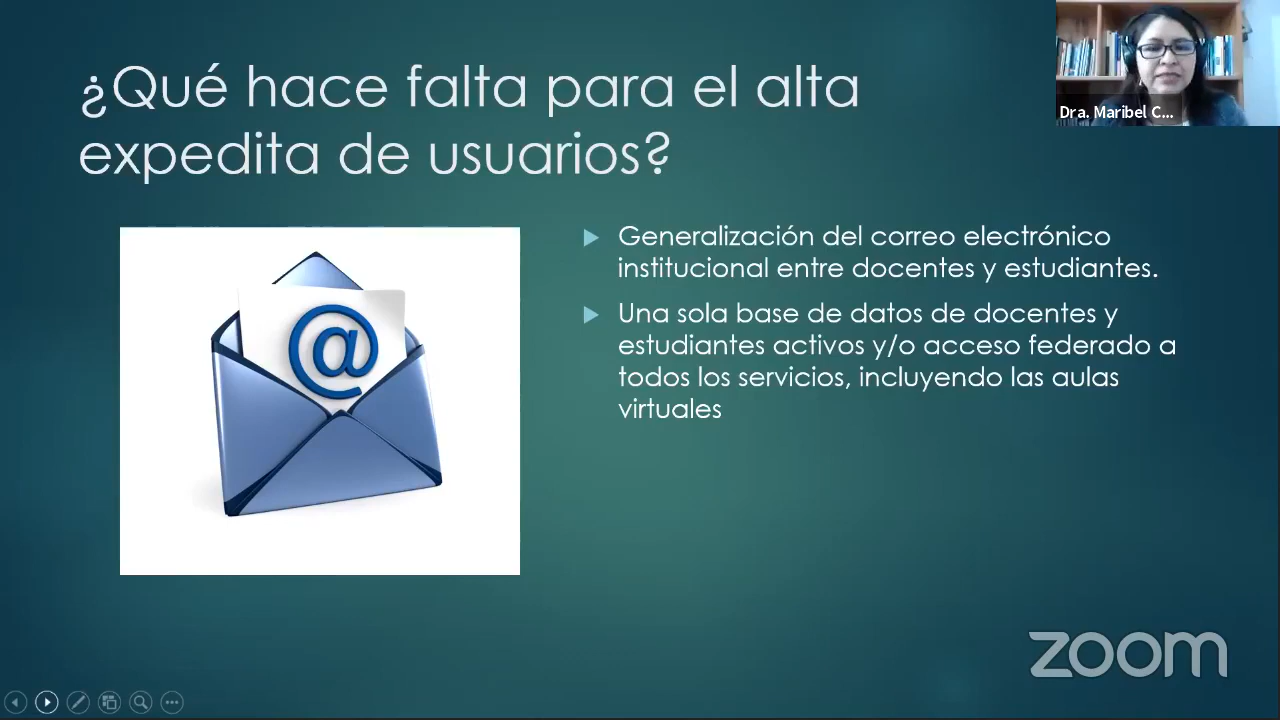 ¿Qué hace falta para el alta
expedita de usuarios?
Dra. Maribel C...
@
Generalización del correo electrónico
institucional entre docentes y estudiantes.
Una sola base de datos de docentes y
estudiantes activos y/o acceso federado a
todos los servicios, incluyendo las aulas
virtuales
zoom